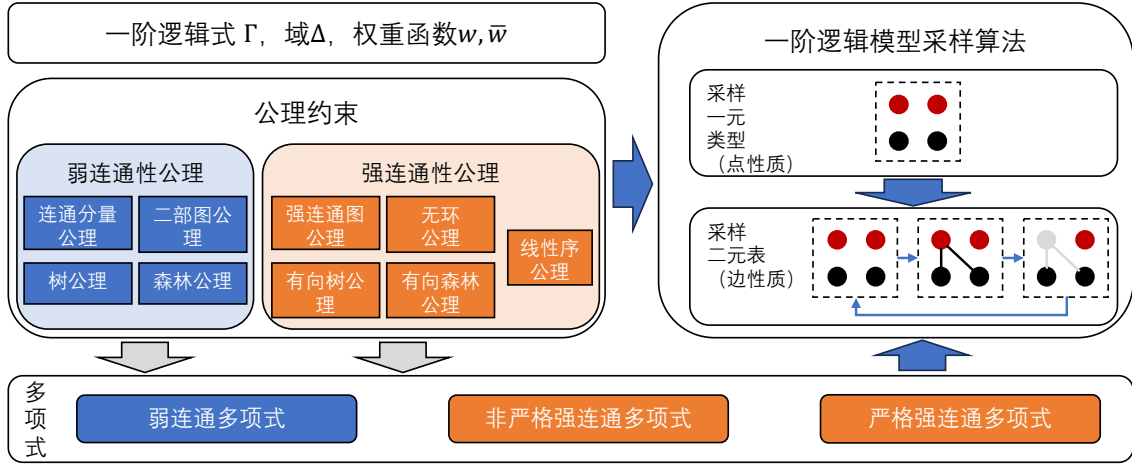 一阶逻辑式 Γ，域Δ，权重函数w, w̅
公理约束
弱连通性公理
连通分量
公理
二部图公
理
树公理
森林公理
强连通性公理
强连通图
公理
无环
公理
有向树公
理
有向森林
公理
线性序
公理
一阶逻辑模型采样算法
采样
一元
类型
（点性质）
采样
二元表
（边性质）
多
项
式
弱连通多项式
非严格强连通多项式
严格强连通多项式